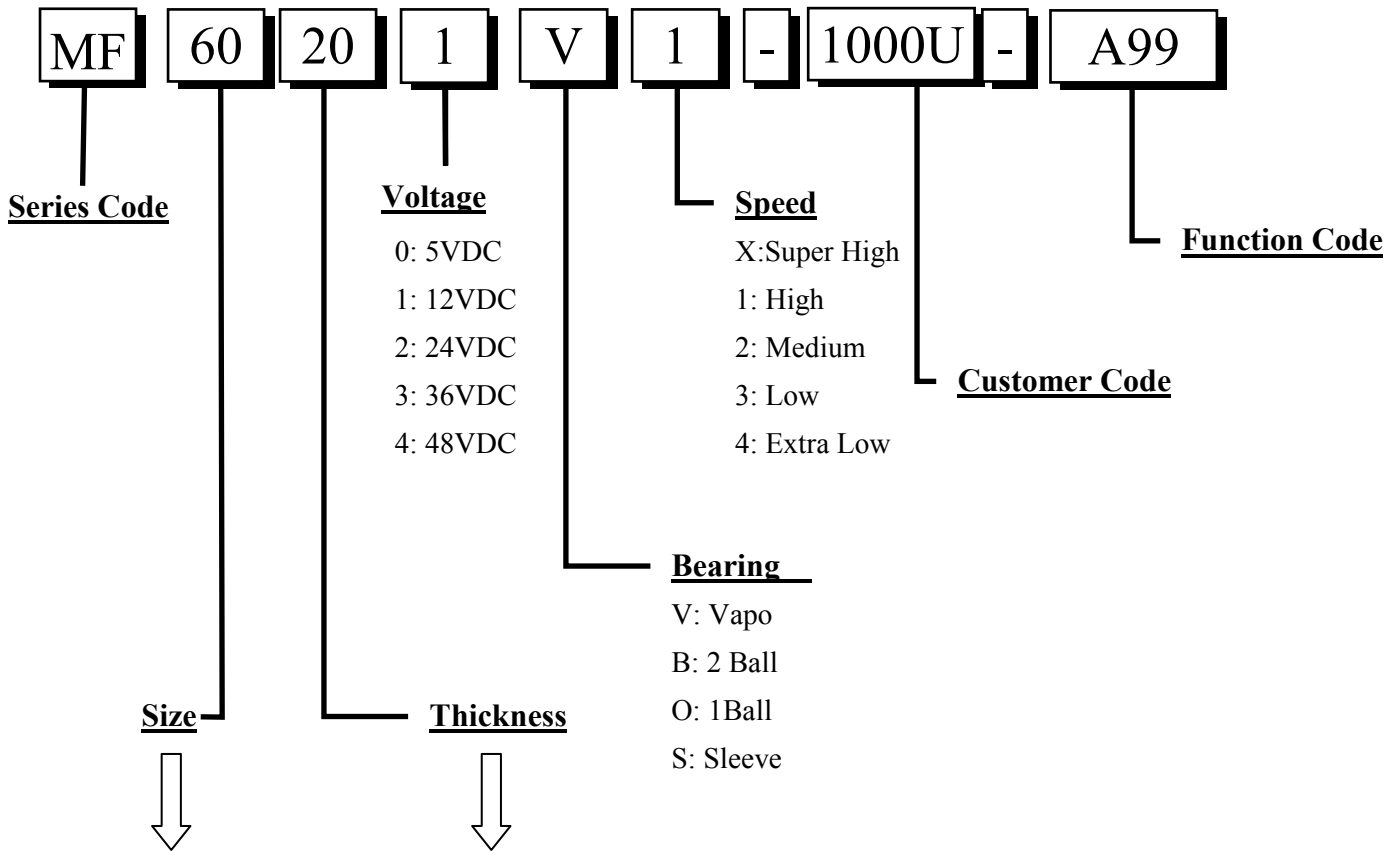 MF 60 20 1 V 1 - 1000U - A99
Series Code
Voltage
0: 5VDC
1: 12VDC
2: 24VDC
3: 36VDC
4: 48VDC
Speed
X:Super High
1: High
2: Medium
3: Low
4: Extra Low
Function Code
Customer Code
Bearing
V: Vapo
B: 2 Ball
O: 1Ball
S: Sleeve
Size
Thickness